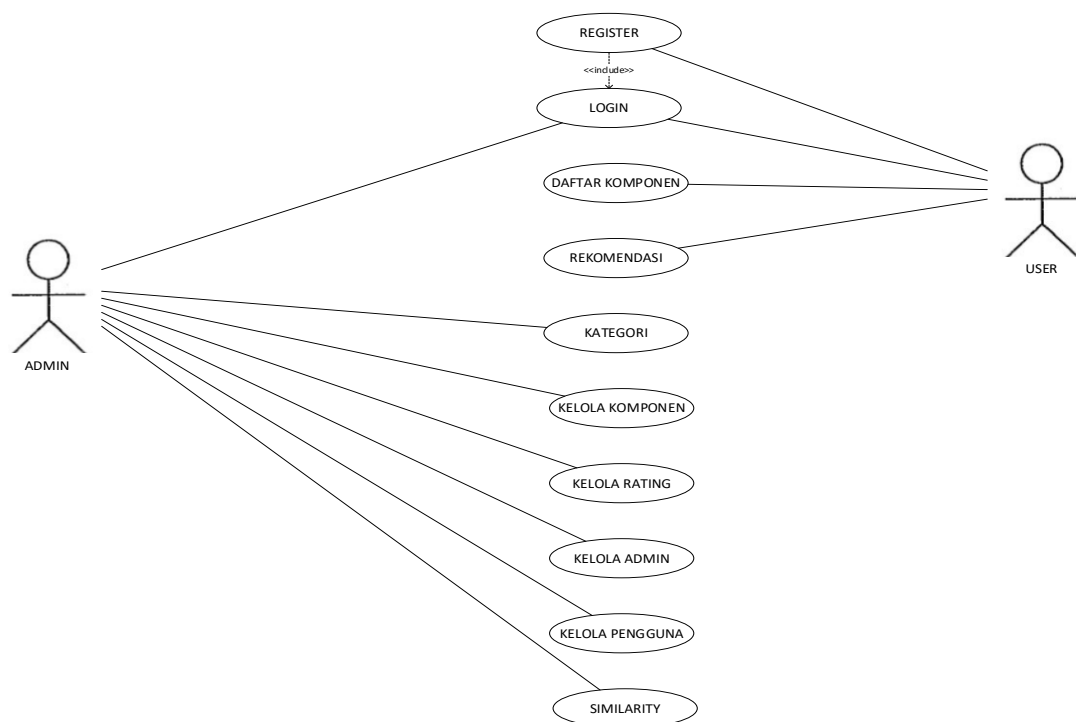 REGISTER
<<include>>
LOGIN
DAFTAR KOMPONEN
REKOMENDASI
USER
KATEGORI
ADMIN
KELOLA KOMPONEN
KELOLA RATING
KELOLA ADMIN
KELOLA PENGGUNA
SIMILARITY